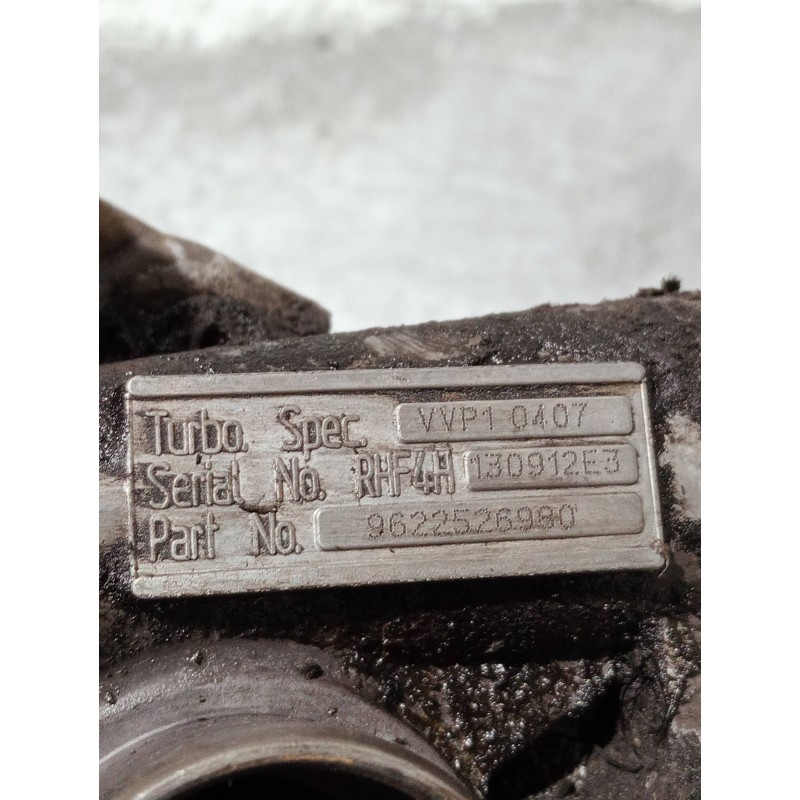 Turbo. Spec. VVP1 0407
Serial No. RHF4H 130912E3
Part No. 9622526980